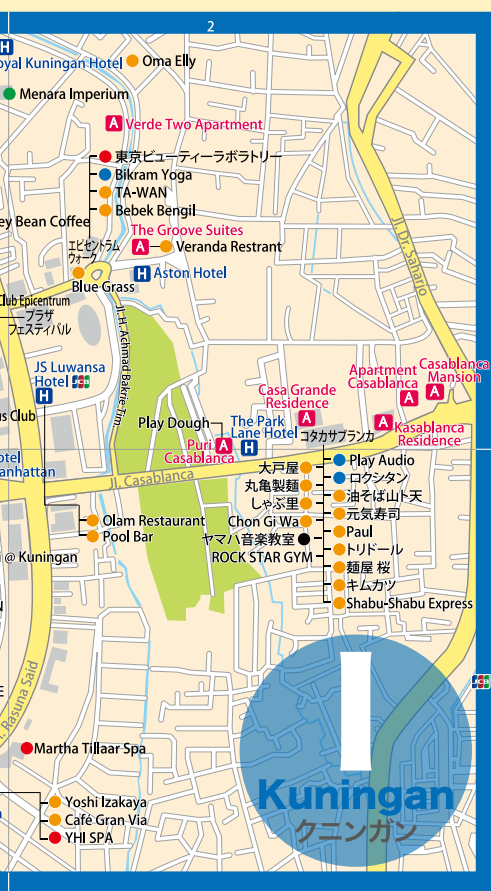 2
H
oyal Kuningan Hotel
Oma Elly
Menara Imperium
A Verde Two Apartment
東京ビューティーラボラトリー
Bikram Yoga
TA-WAN
Bebek Bengil
ey Bean Coffee
The Groove Suites
A
Veranda Restrant
エピセントラム
ウォーク
H Aston Hotel
Blue Grass
Club Epicentrum
プラザ
フェスティバル
Jl. H. Achmad Bakrie Tim.
Jl. Dr. Sahario
JS Luwansa
Hotel JCB
H
us Club
otel
anhattan
Casa Grande
Residence
A
Apartment
Casablanca
A
Casablanca
Mansion
A
Kasablanca
Residence
A
Play Dough
Puri
Casablanca
A
The Park
Lane Hotel
H
コタカサブランカ
Jl. Casablanca
大戸屋
丸亀製麺
しゃぶ里
Chon Gi Wa
ヤマハ音楽教室
ROCK STAR GYM
Play Audio
ロクシタン
油そば山ト天
元気寿司
Paul
トリドール
麺屋 桜
キムカツ
Shabu-Shabu Express
Olam Restaurant
Pool Bar
i @ Kuningan
. Rasuna Said
JCB
Martha Tillaar Spa
Yoshi Izakaya
Café Gran Via
YHI SPA
I
Kuningan
クニンガン